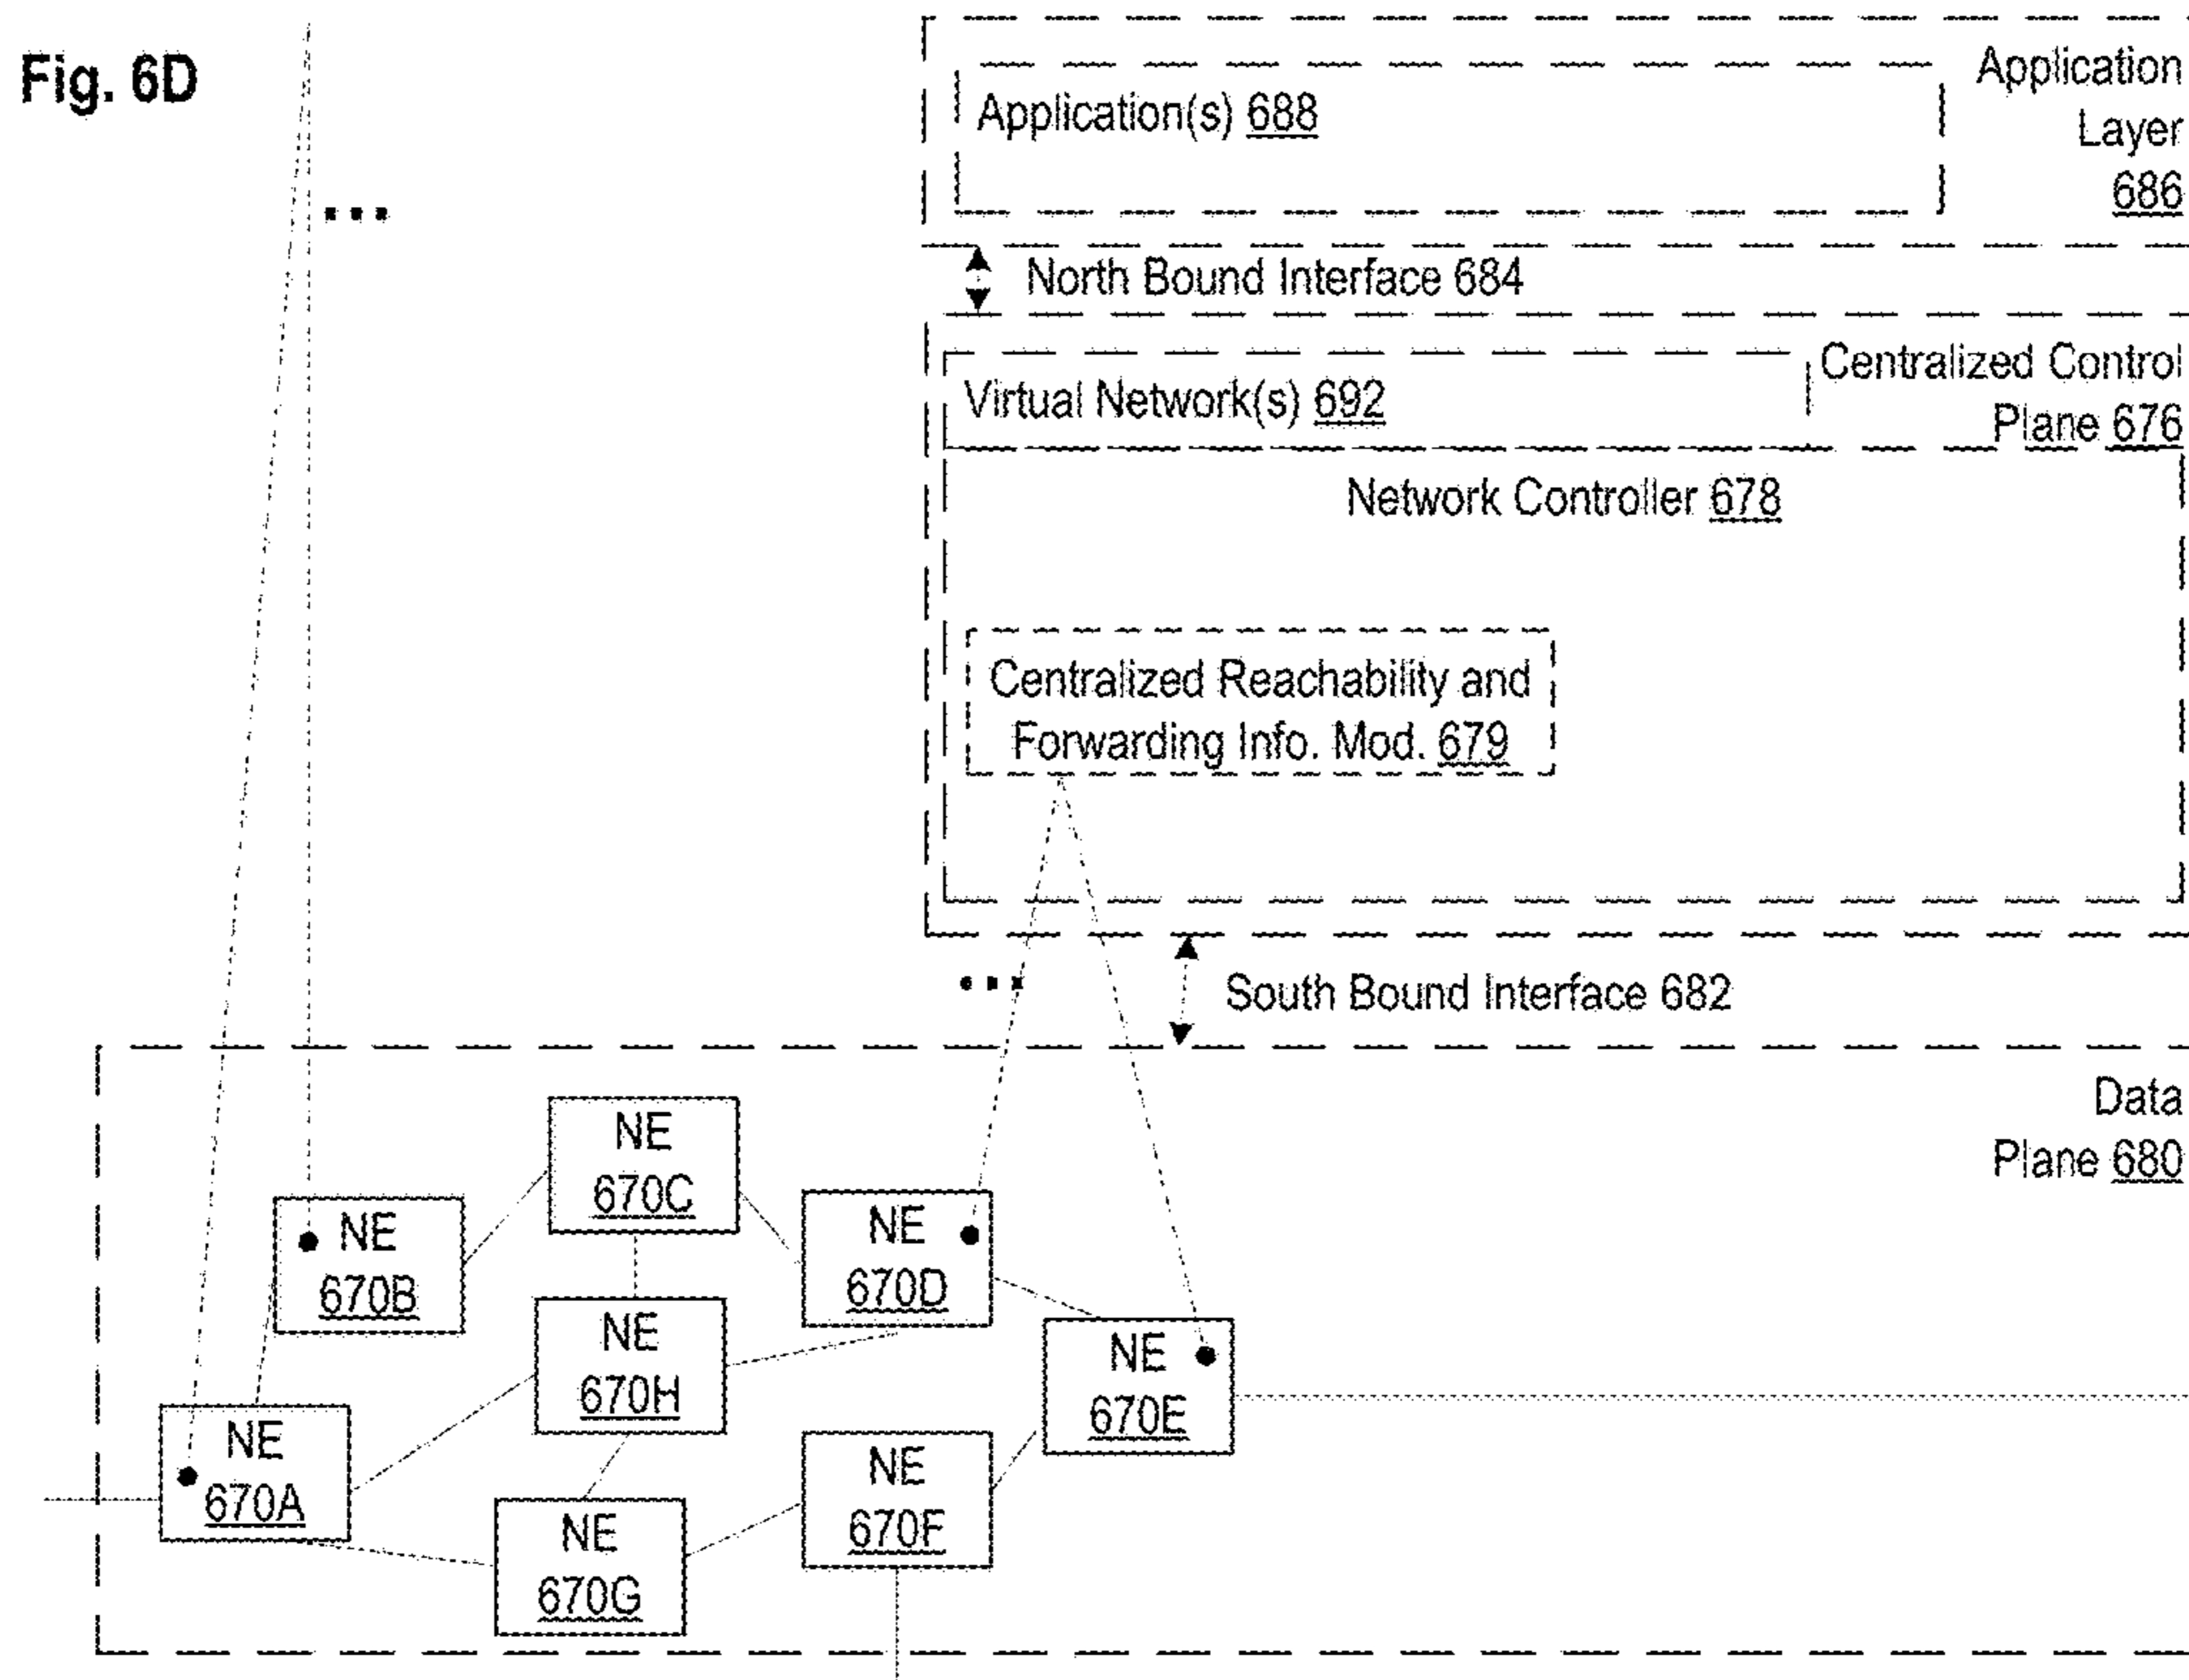 Fig. 6D
Application(s) 688
Application
Layer
686
North Bound Interface 684
Virtual Network(s) 692
Centralized Control
Plane 676
Network Controller 678
Centralized Reachability and
Forwarding Info. Mod. 679
South Bound Interface 682
Data
Plane 680
NE
670C
NE
670B
NE
670D
NE
670H
NE
670E
NE
670A
NE
670F
NE
670G